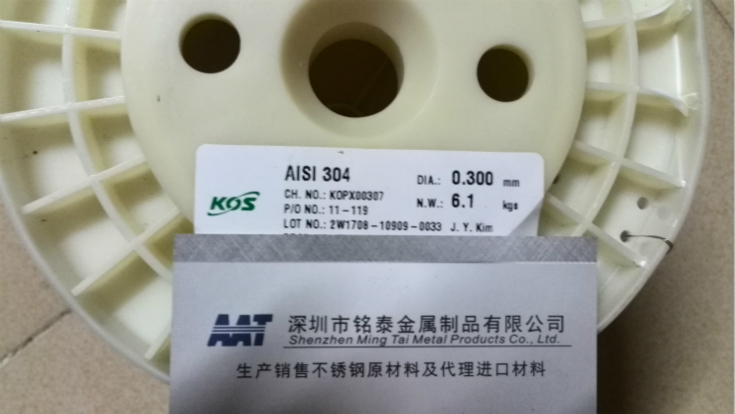 AISI 304
DIA.: 0.300 mm
CH. NO.: KOPX00307
N.W.: 6.1 kgs
P/O NO.: 11-119
LOT NO.: 2W1708-10909-0033 J. Y. Kim
KOS
AAT
深圳市铭泰金属制品有限公司
Shenzhen Ming Tai Metal Products Co., Ltd.
生产销售不锈钢原材料及代理进口材料